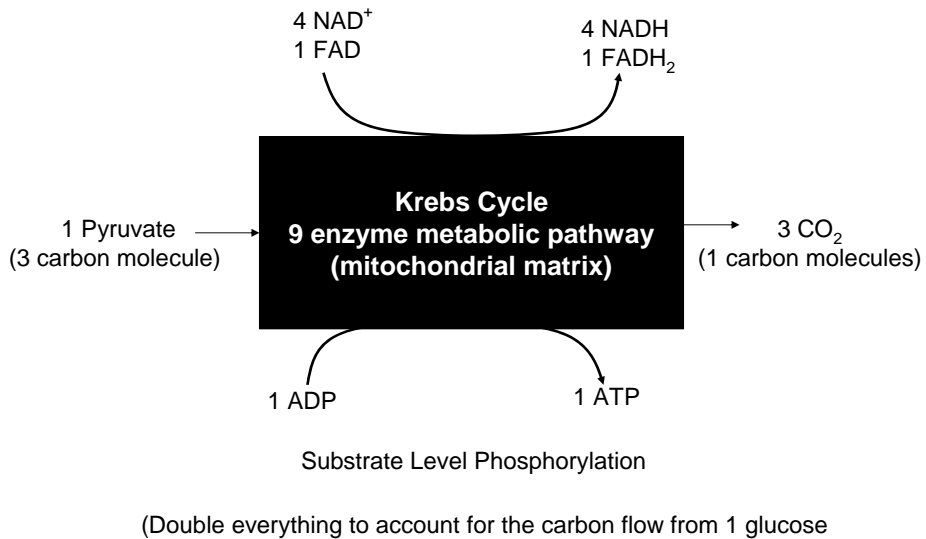 4 NAD⁺
1 FAD
4 NADH
1 FADH₂
Krebs Cycle
9 enzyme metabolic pathway
(mitochondrial matrix)
1 Pyruvate
(3 carbon molecule)
3 CO₂
(1 carbon molecules)
1 ADP
1 ATP
Substrate Level Phosphorylation
(Double everything to account for the carbon flow from 1 glucose